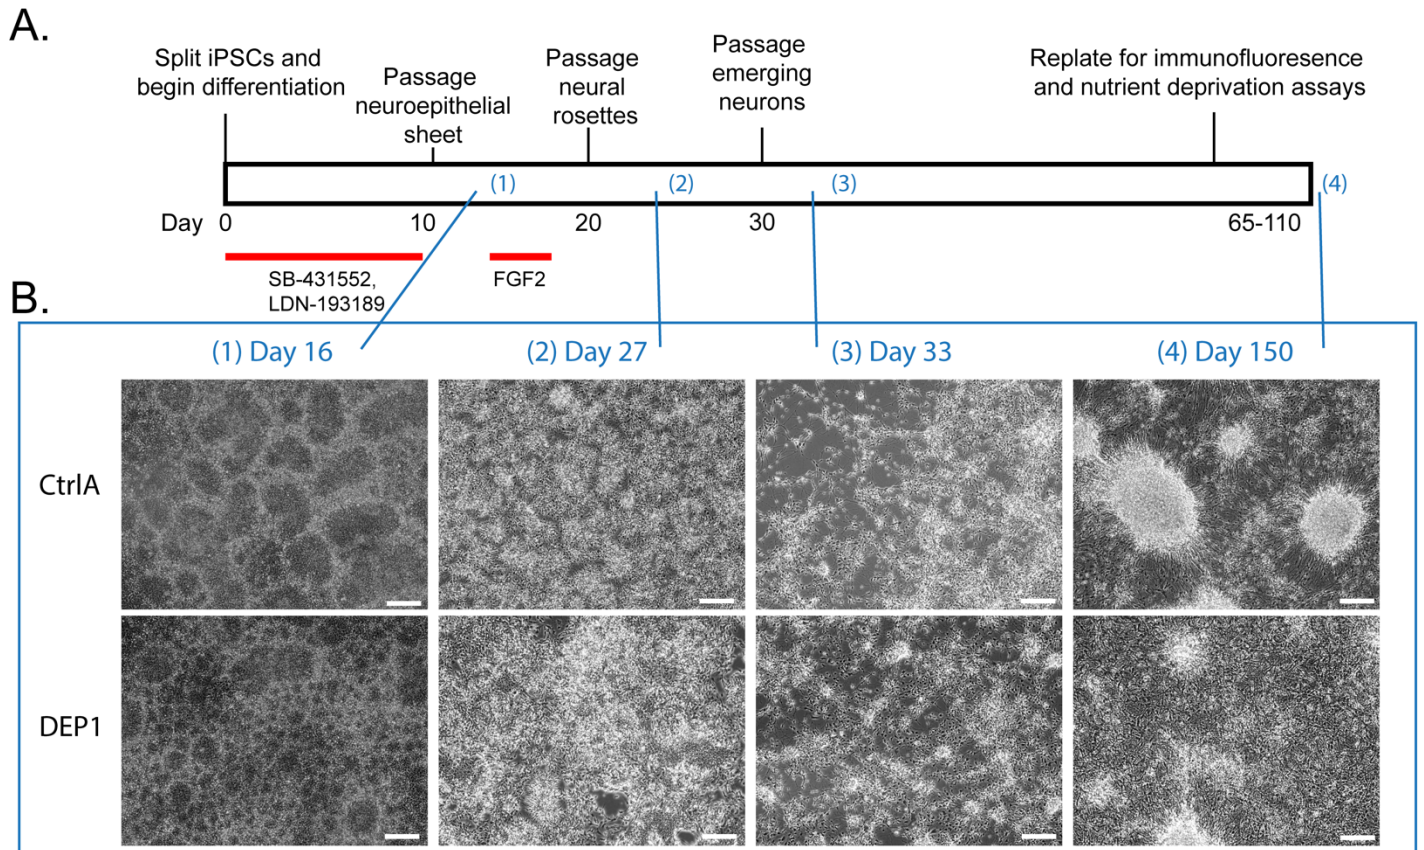 A.
Split iPSCs and
begin differentiation
Passage
neuroepithelial
sheet
Passage
neural
rosettes
Passage
emerging
neurons
Replate for immunofluoresence
and nutrient deprivation assays
(1)
(2)
(3)
(4)
Day 0 10 20 30 65-110
SB-431552,
LDN-193189
FGF2
B.
(1) Day 16
(2) Day 27
(3) Day 33
(4) Day 150
CtrlA
DEP1